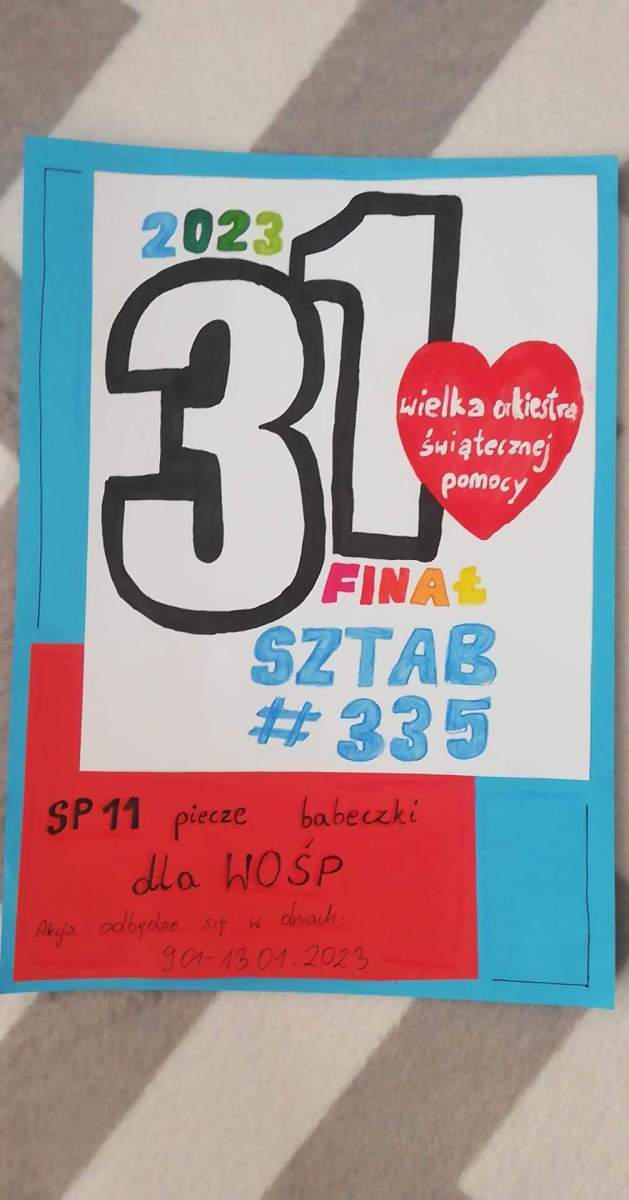 2023
31
wielka orkiestra
świątecznej
pomocy
FINAŁ
SZTAB
# 335
SP 11 piecze babeczki
dla WOŚP
Akcja odbędzie się w dniach:
9.01-13.01.2023